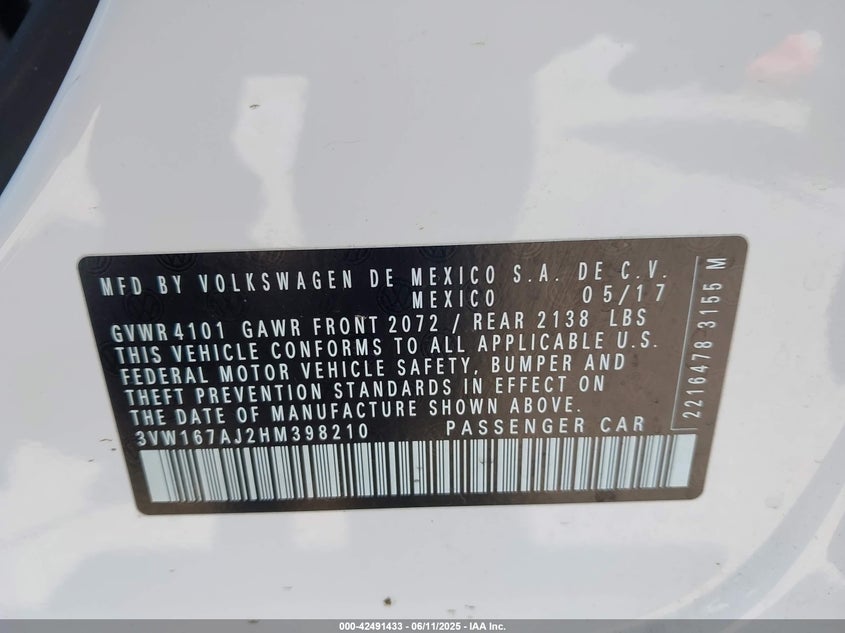 MFD BY VOLKSWAGEN DE MEXICO S.A. DE C.V.
MEXICO 05/17
GVWR 4101 GAWR FRONT 2072 / REAR 2138 LBS
THIS VEHICLE CONFORMS TO ALL APPLICABLE U.S.
FEDERAL MOTOR VEHICLE SAFETY, BUMPER AND
THEFT PREVENTION STANDARDS IN EFFECT ON
THE DATE OF MANUFACTURE SHOWN ABOVE.
3VW167AJ2HM398210 PASSENGER CAR
2216478 3155 M
000-42491433 - 06/11/2025 - IAA Inc.